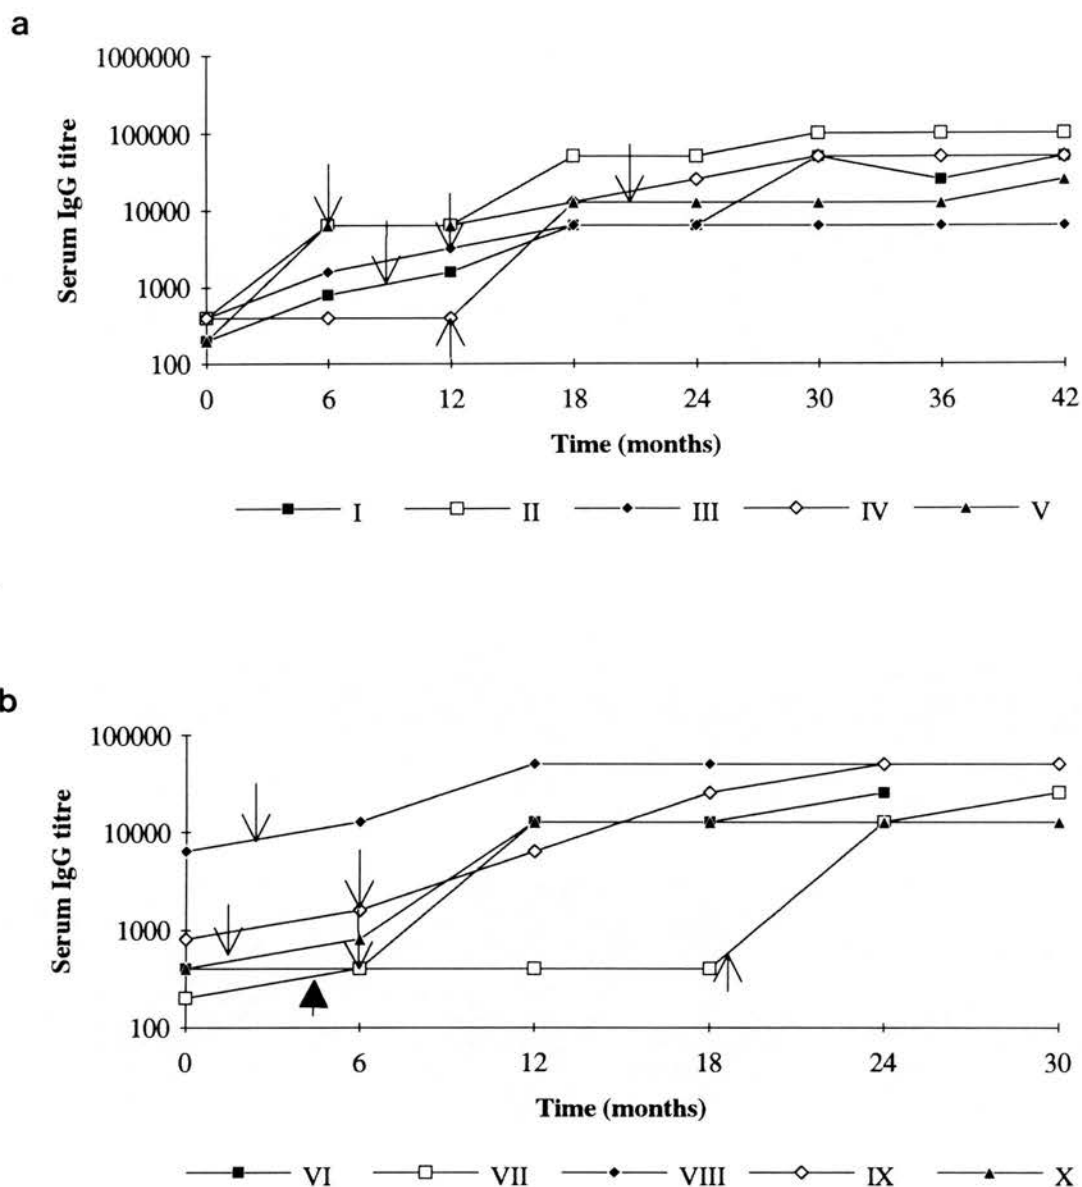 a
1000000
100000
10000
1000
100
Serum IgG titre
0 6 12 18 24 30 36 42
Time (months)
I II III IV V
b
100000
10000
1000
100
Serum IgG titre
0 6 12 18 24 30
Time (months)
VI VII VIII IX X